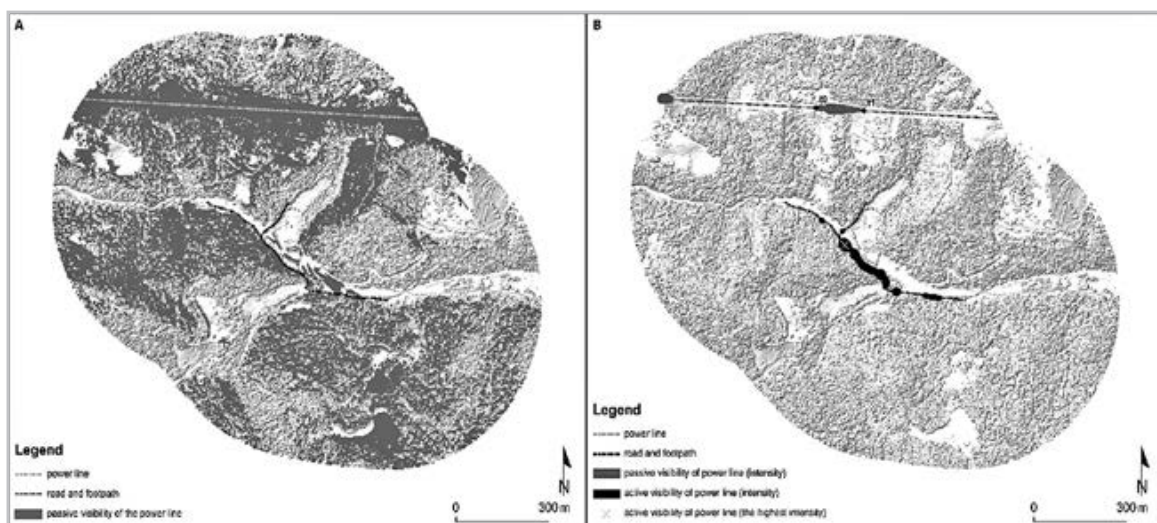 A
Legend
power line
road and footpath
passive visibility of the power line
N
0 300 m
B
Legend
power line
road and footpath
passive visibility of power line (intensity)
active visibility of power line (intensity)
active visibility of power line (the highest intensity)
N
0 300 m